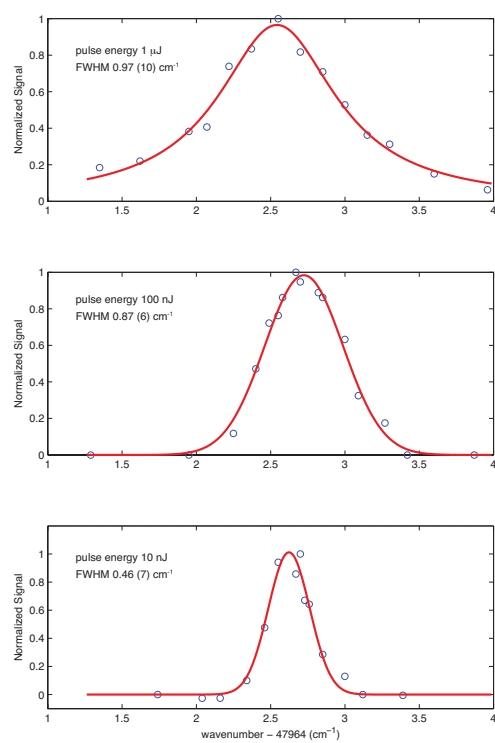 1
0.8
0.6
0.4
0.2
0
Normalized Signal
pulse energy 1 μJ
FWHM 0.97 (10) cm⁻¹
1 1.5 2 2.5 3 3.5 4
1
0.8
0.6
0.4
0.2
0
Normalized Signal
pulse energy 100 nJ
FWHM 0.87 (6) cm⁻¹
1 1.5 2 2.5 3 3.5 4
1
0.8
0.6
0.4
0.2
0
Normalized Signal
pulse energy 10 nJ
FWHM 0.46 (7) cm⁻¹
1 1.5 2 2.5 3 3.5 4
wavenumber – 47964 (cm⁻¹)